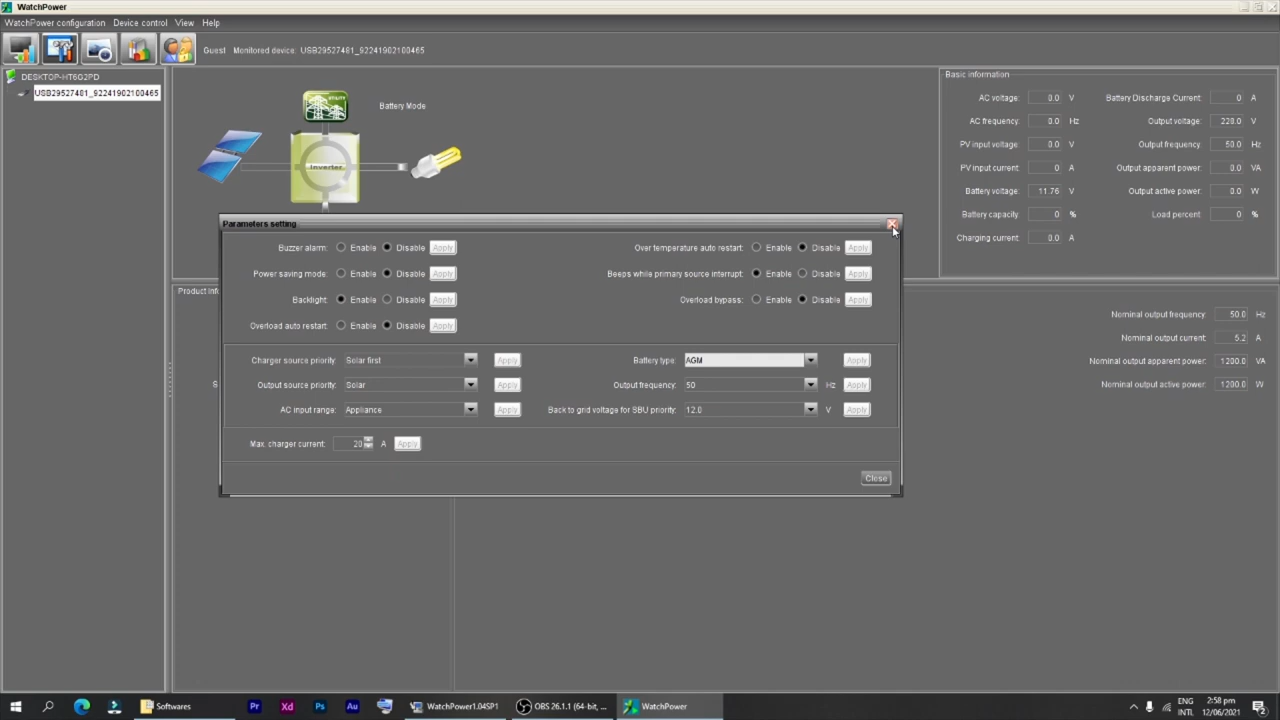 WatchPower
WatchPower configuration Device control View Help
Guest Monitored device: USB29527481_92241902100465
DESKTOP-HT6G2PD
USB29527481_92241902100465
utility
Battery Mode
Inverter
Basic information
AC voltage: 0.0 V Battery Discharge Current: 0 A
AC frequency: 0.0 Hz Output voltage: 228.0 V
PV input voltage: 0.0 V Output frequency: 50.0 Hz
PV input current: 0 A Output apparent power: 0.0 VA
Battery voltage: 11.76 V Output active power: 0.0 W
Battery capacity: 0 % Load percent: 0 %
Charging current: 0.0 A
Parameters setting
Buzzer alarm: Enable Disable Apply Over temperature auto restart: Enable Disable Apply
Power saving mode: Enable Disable Apply Beeps while primary source interrupt: Enable Disable Apply
Backlight: Enable Disable Apply Overload bypass: Enable Disable Apply
Overload auto restart: Enable Disable Apply
Charger source priority: Solar first Apply Battery type: AGM Apply
Output source priority: Solar Apply Output frequency: 50 Hz Apply
AC input range: Appliance Apply Back to grid voltage for SBU priority: 12.0 V Apply
Max. charger current: 20 A Apply
Close
Product inf
S
Nominal output frequency: 50.0 Hz
Nominal output current: 5.2 A
Nominal output apparent power: 1200.0 VA
Nominal output active power: 1200.0 W
Softwares Pr Xd Ps Au WatchPower1.04SP1 OBS 26.1.1 (64-bit, ... WatchPower
ENG
INTL
2:58 pm
12/06/2021
2